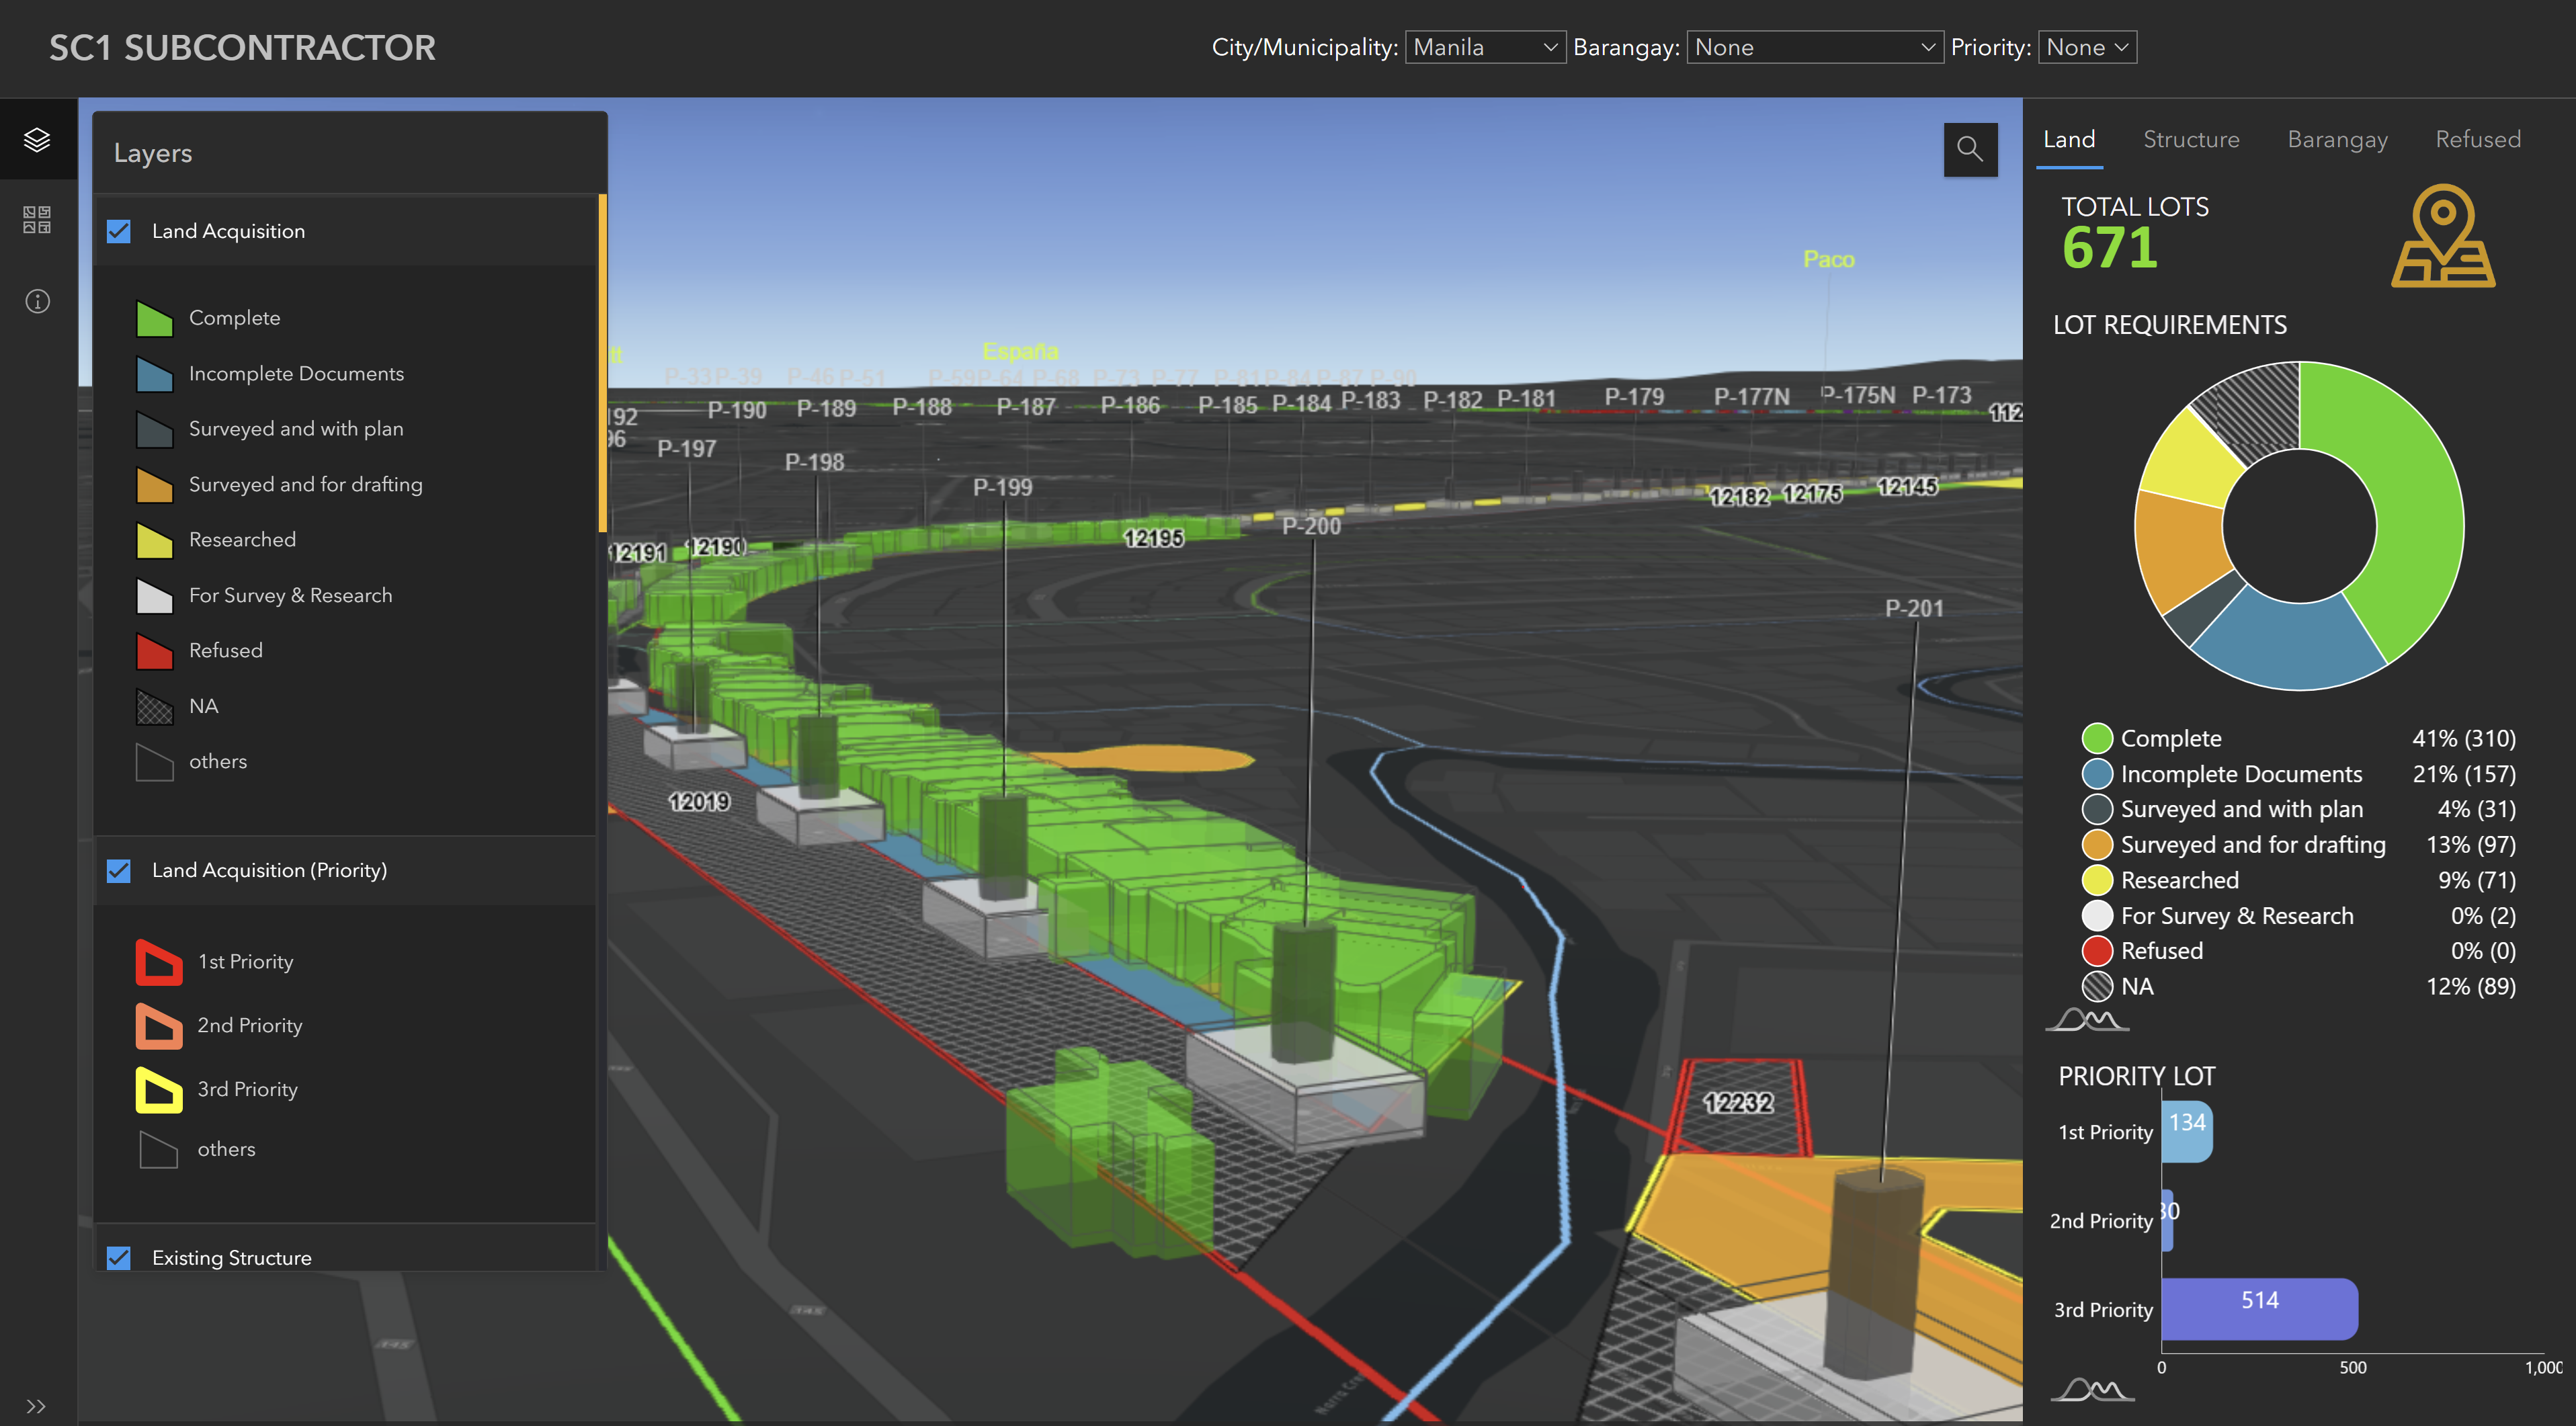 SC1 SUBCONTRACTOR
City/Municipality: Manila Barangay: None Priority: None
Layers
Land Acquisition
Complete
Incomplete Documents
Surveyed and with plan
Surveyed and for drafting
Researched
For Survey & Research
Refused
NA
others
Land Acquisition (Priority)
1st Priority
2nd Priority
3rd Priority
others
Existing Structure
Paco
España
P-33 P-39 P-46 P-51 P-59 P-64 P-68 P-73 P-77 P-81 P-84 P-87 P-90
P-190 P-189 P-188 P-187 P-186 P-185 P-184 P-183 P-182 P-181 P-179 P-177N P-175N P-173
P-197
P-198
P-199
12182 12175 12145
P-200
12191 12190 12195
P-201
12019
12232
Land Structure Barangay Refused
TOTAL LOTS
671
LOT REQUIREMENTS
Complete 41% (310)
Incomplete Documents 21% (157)
Surveyed and with plan 4% (31)
Surveyed and for drafting 13% (97)
Researched 9% (71)
For Survey & Research 0% (2)
Refused 0% (0)
NA 12% (89)
PRIORITY LOT
1st Priority 134
2nd Priority
3rd Priority 514
0 500 1,000